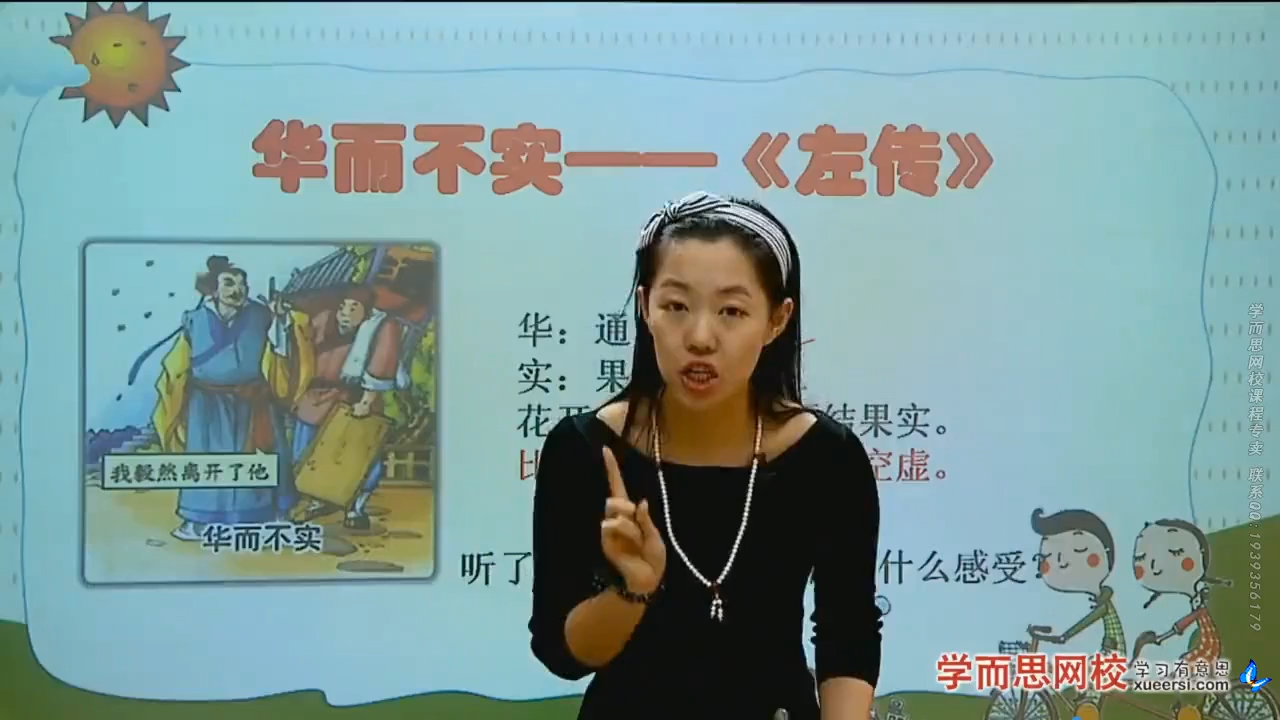 华而不实——《左传》
华：通
实：果
花开 结果实。
比 空虚。
我毅然离开了他
华而不实
听了 什么感受？
学而思网校 学习有意思
xueersi.com
学而思网校课程专卖 联系QQ:1939356179